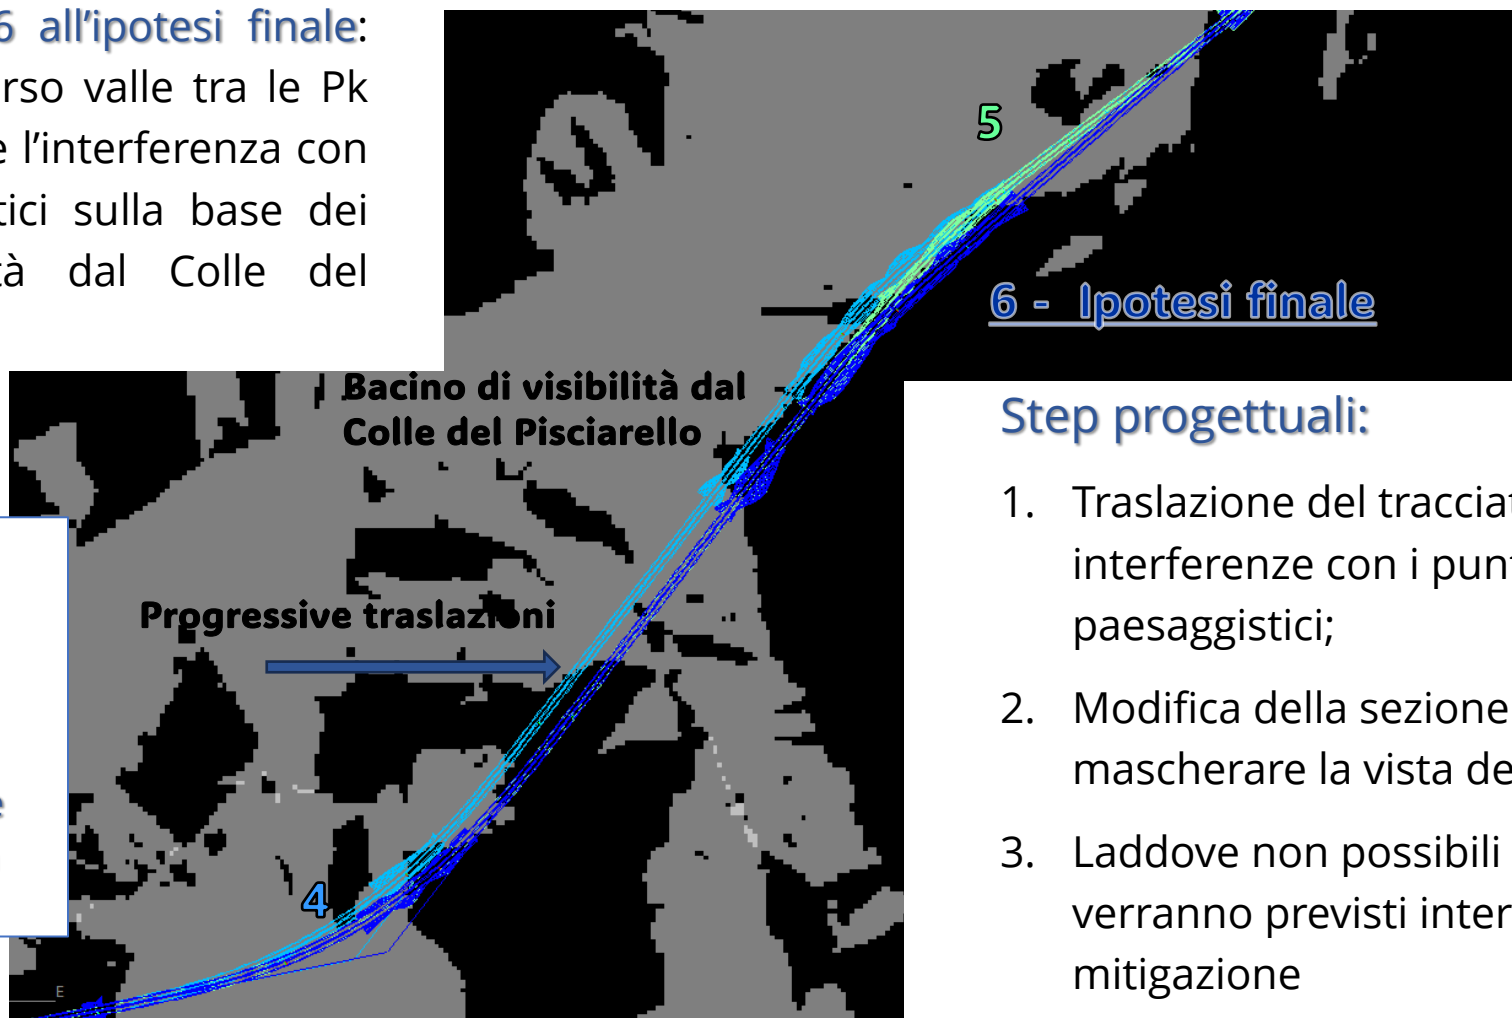 6 all'ipotesi finale:
rso valle tra le Pk
e l'interferenza con
tici sulla base dei
tà dal Colle del
5
6 - Ipotesi finale
Bacino di visibilità dal
Colle del Pisciarello
Progressive traslazioni
4
e
E
Step progettuali:
1. Traslazione del traccia
interferenze con i pun
paesaggistici;
2. Modifica della sezione
mascherare la vista de
3. Laddove non possibili
verranno previsti inter
mitigazione